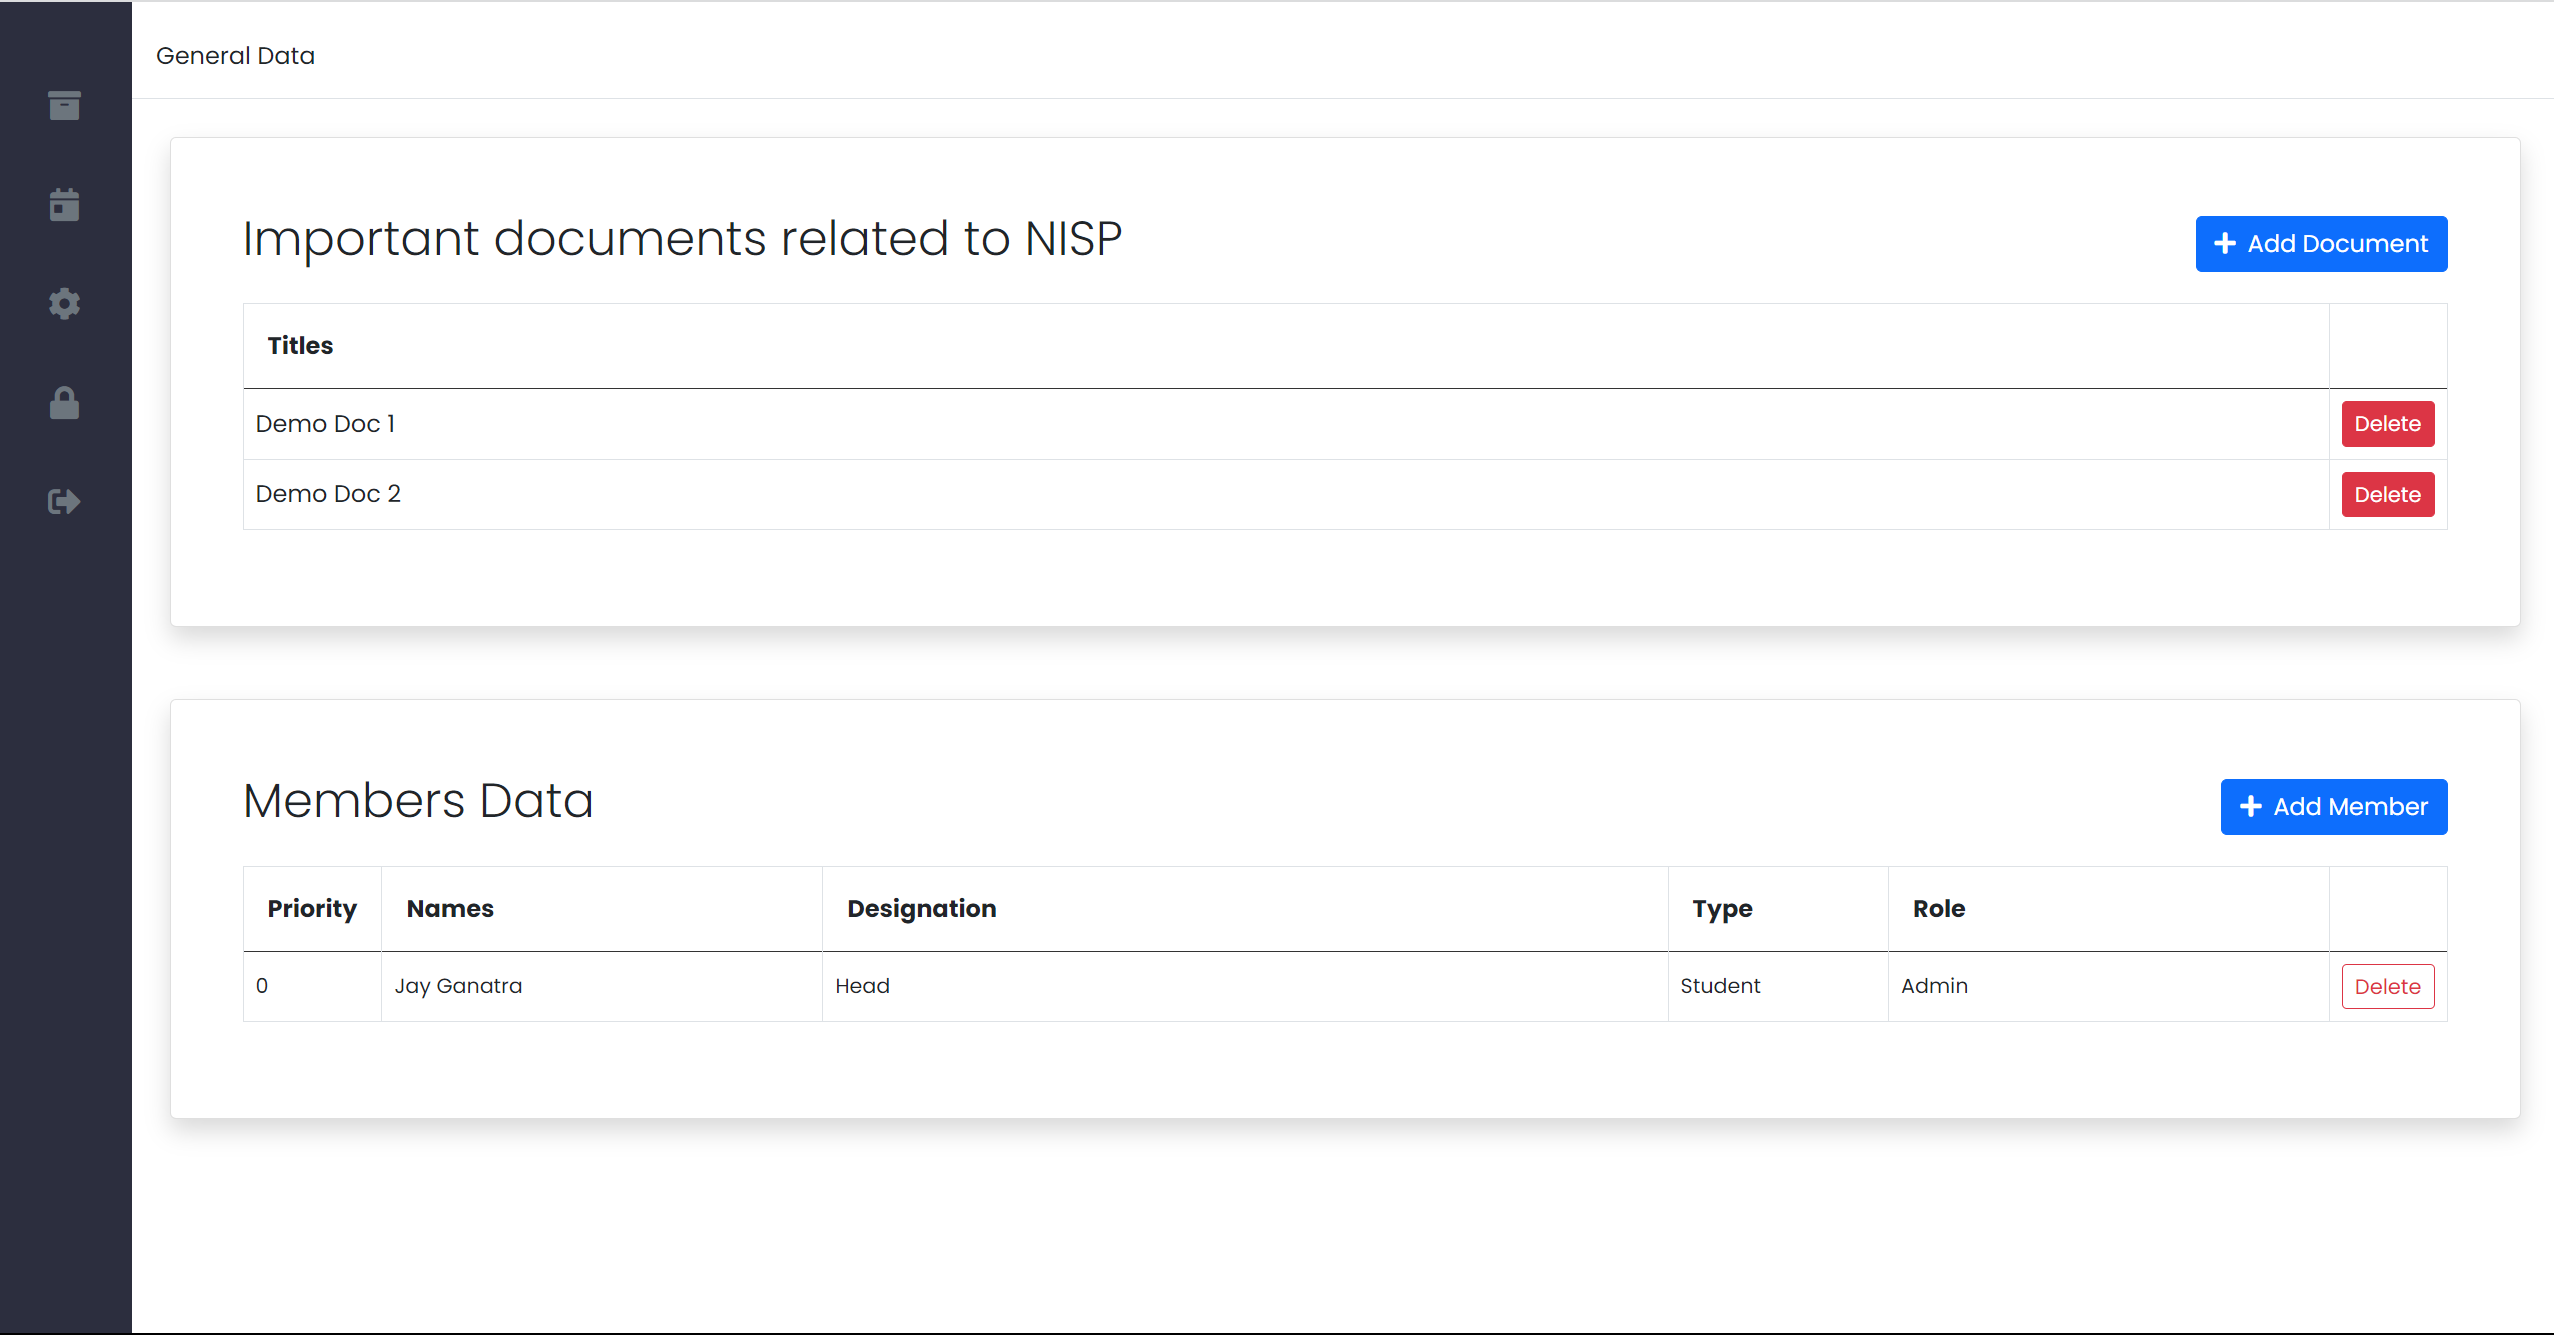 General Data
Important documents related to NISP
Add Document
Titles
Demo Doc 1 Delete
Demo Doc 2 Delete
Members Data
Add Member
Priority Names Designation Type Role
0 Jay Ganatra Head Student Admin Delete